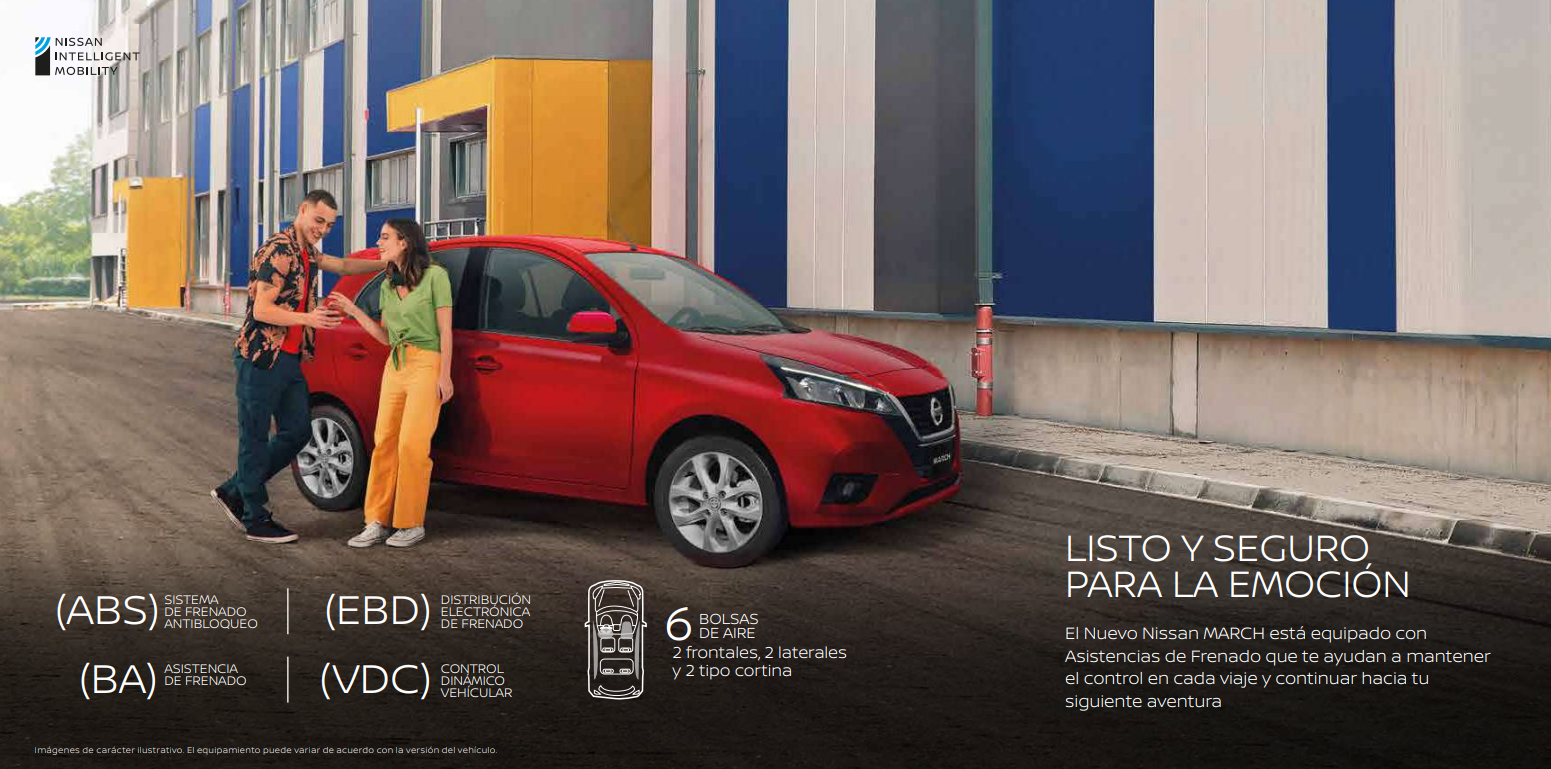 NISSAN
INTELLIGENT
MOBILITY
MARCH
LISTO Y SEGURO
PARA LA EMOCIÓN
El Nuevo Nissan MARCH está equipado con
Asistencias de Frenado que te ayudan a mantener
el control en cada viaje y continuar hacia tu
siguiente aventura
(ABS)
SISTEMA
DE FRENADO
ANTIBLOQUEO
(EBD)
DISTRIBUCIÓN
ELECTRÓNICA
DE FRENADO
(BA)
ASISTENCIA
DE FRENADO
(VDC)
CONTROL
DINÁMICO
VEHÍCULAR
6
BOLSAS
DE AIRE
2 frontales, 2 laterales
y 2 tipo cortina
Imágenes de carácter ilustrativo. El equipamiento puede variar de acuerdo con la versión del vehículo.